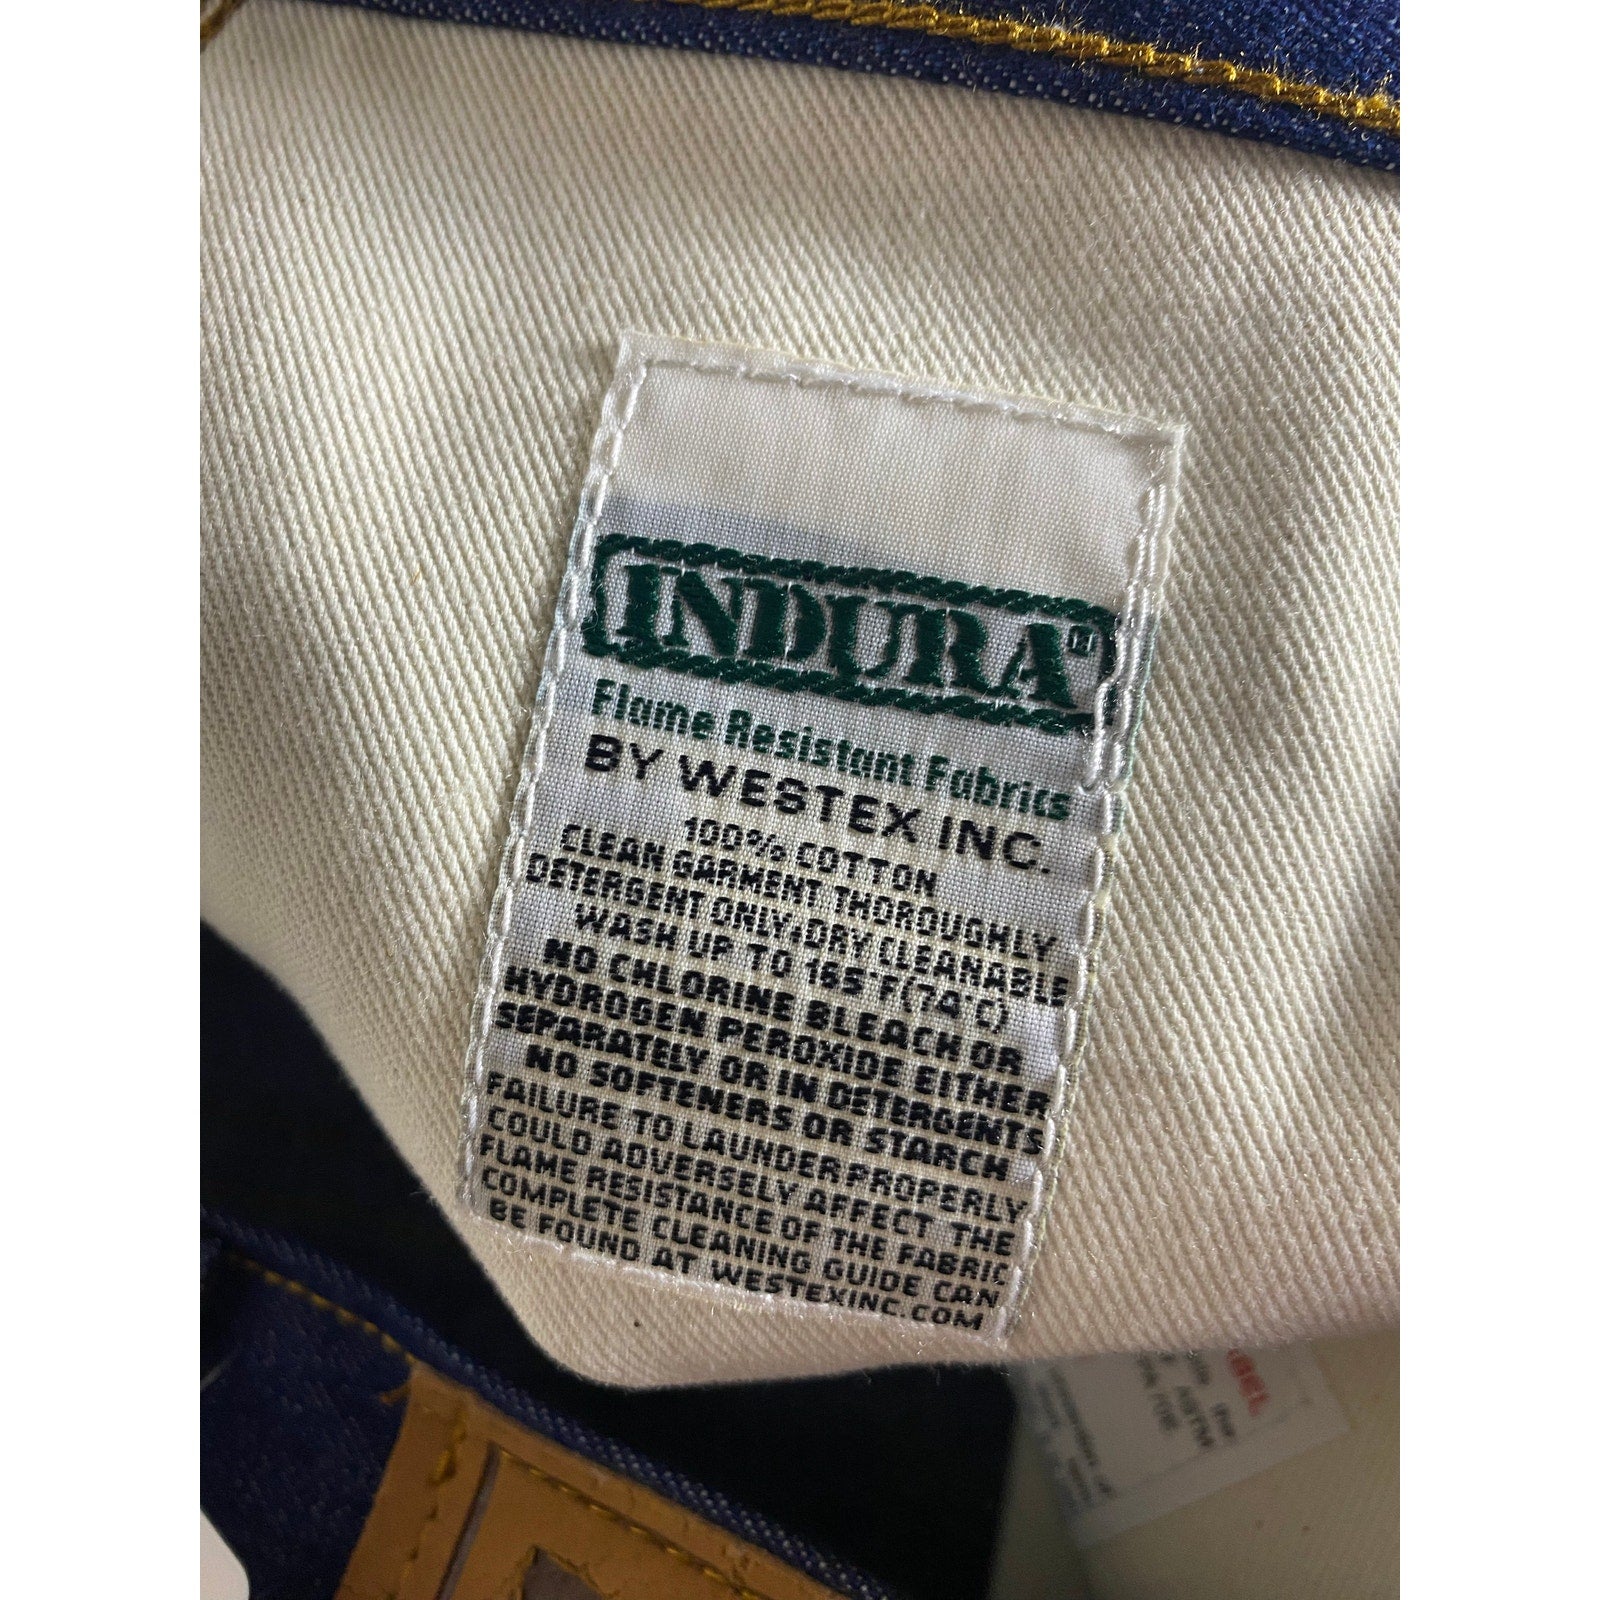 INDURA®
Flame Resistant Fabrics
BY WESTEX INC.
100% COTTON
CLEAN GARMENT THOROUGHLY
DETERGENT ONLY, DRY CLEANABLE
WASH UP TO 165°F(74°C)
NO CHLORINE BLEACH OR
HYDROGEN PEROXIDE EITHER
SEPARATELY OR IN DETERGENTS
NO SOFTENERS OR STARCH
FAILURE TO LAUNDER PROPERLY
COULD ADVERSELY AFFECT THE
FLAME RESISTANCE OF THE FABRIC
COMPLETE CLEANING GUIDE CAN
BE FOUND AT WESTEXINC.COM